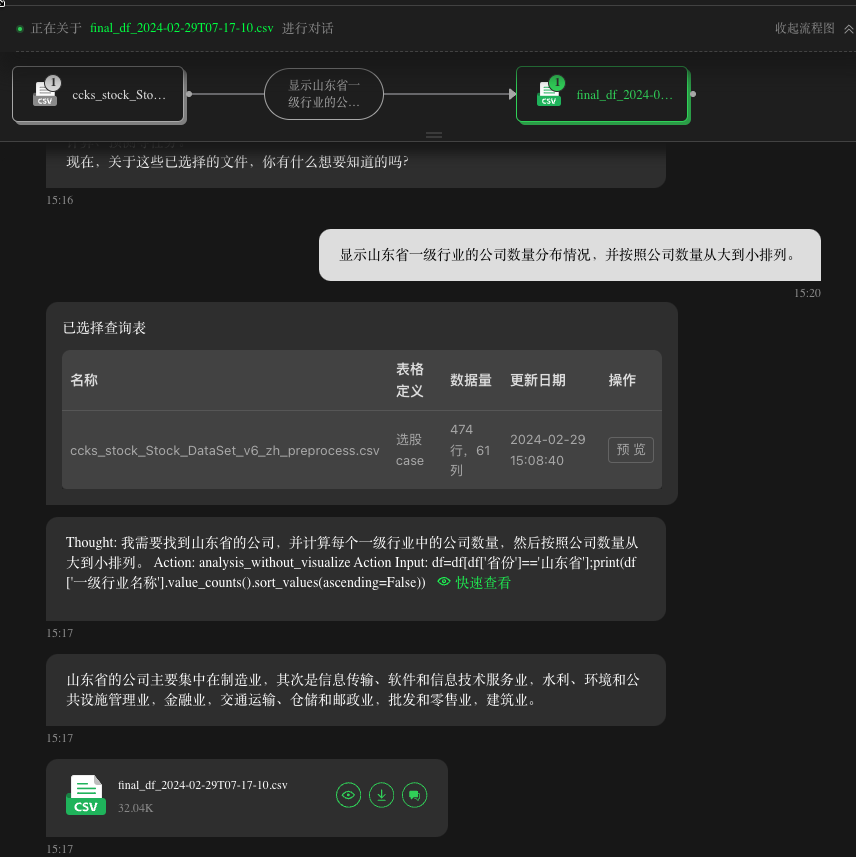 正在关于 final_df_2024-02-29T07-17-10.csv 进行对话
收起流程图
1
CSV
ccks_stock_Sto…
显示山东省一
级行业的公…
1
CSV
final_df_2024-0…
现在，关于这些已选择的文件，你有什么想要知道的吗?
15:16
显示山东省一级行业的公司数量分布情况，并按照公司数量从大到小排列。
15:20
已选择查询表
名称 表格定义 数据量 更新日期 操作
ccks_stock_Stock_DataSet_v6_zh_preprocess.csv 选股case 474行，61列 2024-02-29 15:08:40 预 览
Thought: 我需要找到山东省的公司，并计算每个一级行业中的公司数量，然后按照公司数量从
大到小排列。 Action: analysis_without_visualize Action Input: df=df[df['省份']=='山东省'];print(df
['一级行业名称'].value_counts().sort_values(ascending=False)) 快速查看
15:17
山东省的公司主要集中在制造业，其次是信息传输、软件和信息技术服务业，水利、环境和公
共设施管理业，金融业，交通运输、仓储和邮政业，批发和零售业，建筑业。
15:17
CSV
final_df_2024-02-29T07-17-10.csv
32.04K
15:17